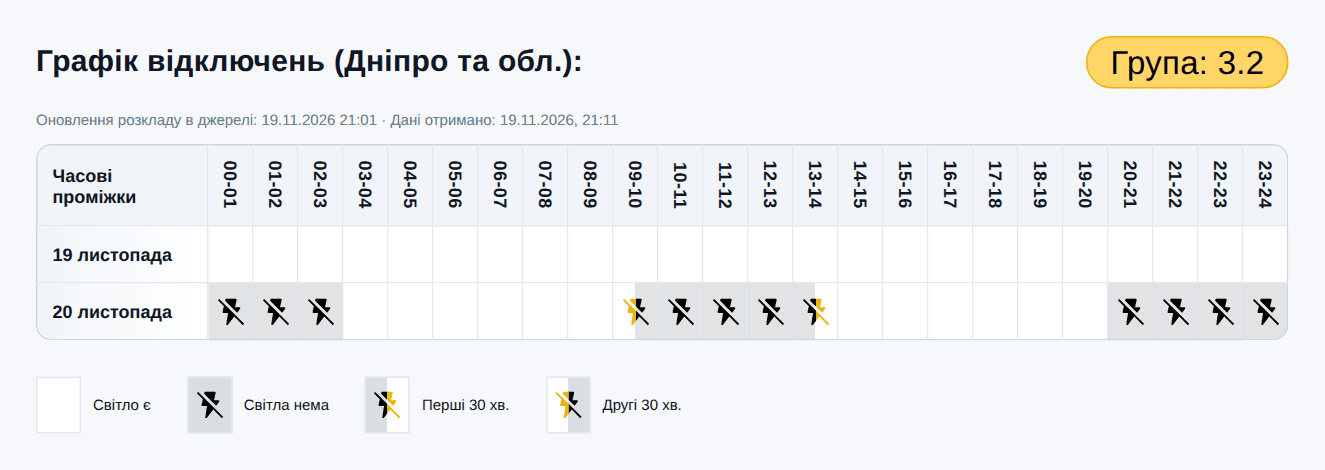 Графік відключень (Дніпро та обл.):
Група: 3.2
Оновлення розкладу в джерелі: 19.11.2026 21:01 · Дані отримано: 19.11.2026, 21:11
Часові
проміжки
00-01
01-02
02-03
03-04
04-05
05-06
06-07
07-08
08-09
09-10
10-11
11-12
12-13
13-14
14-15
15-16
16-17
17-18
18-19
19-20
20-21
21-22
22-23
23-24
19 листопада
20 листопада
Світло є
Світла нема
Перші 30 хв.
Другі 30 хв.